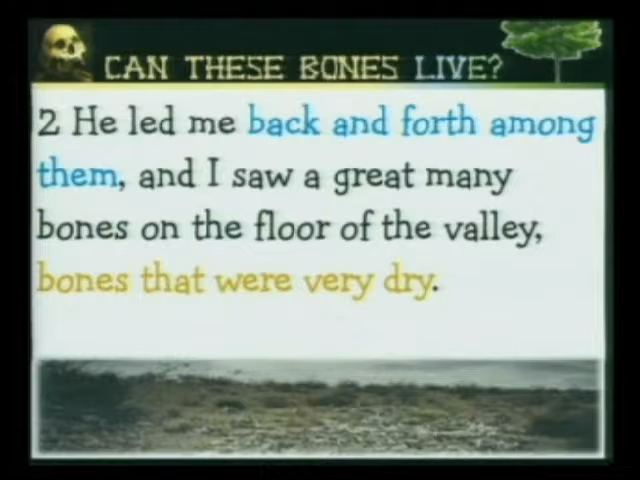 CAN THESE BONES LIVE?
2 He led me back and forth among
them, and I saw a great many
bones on the floor of the valley,
bones that were very dry.